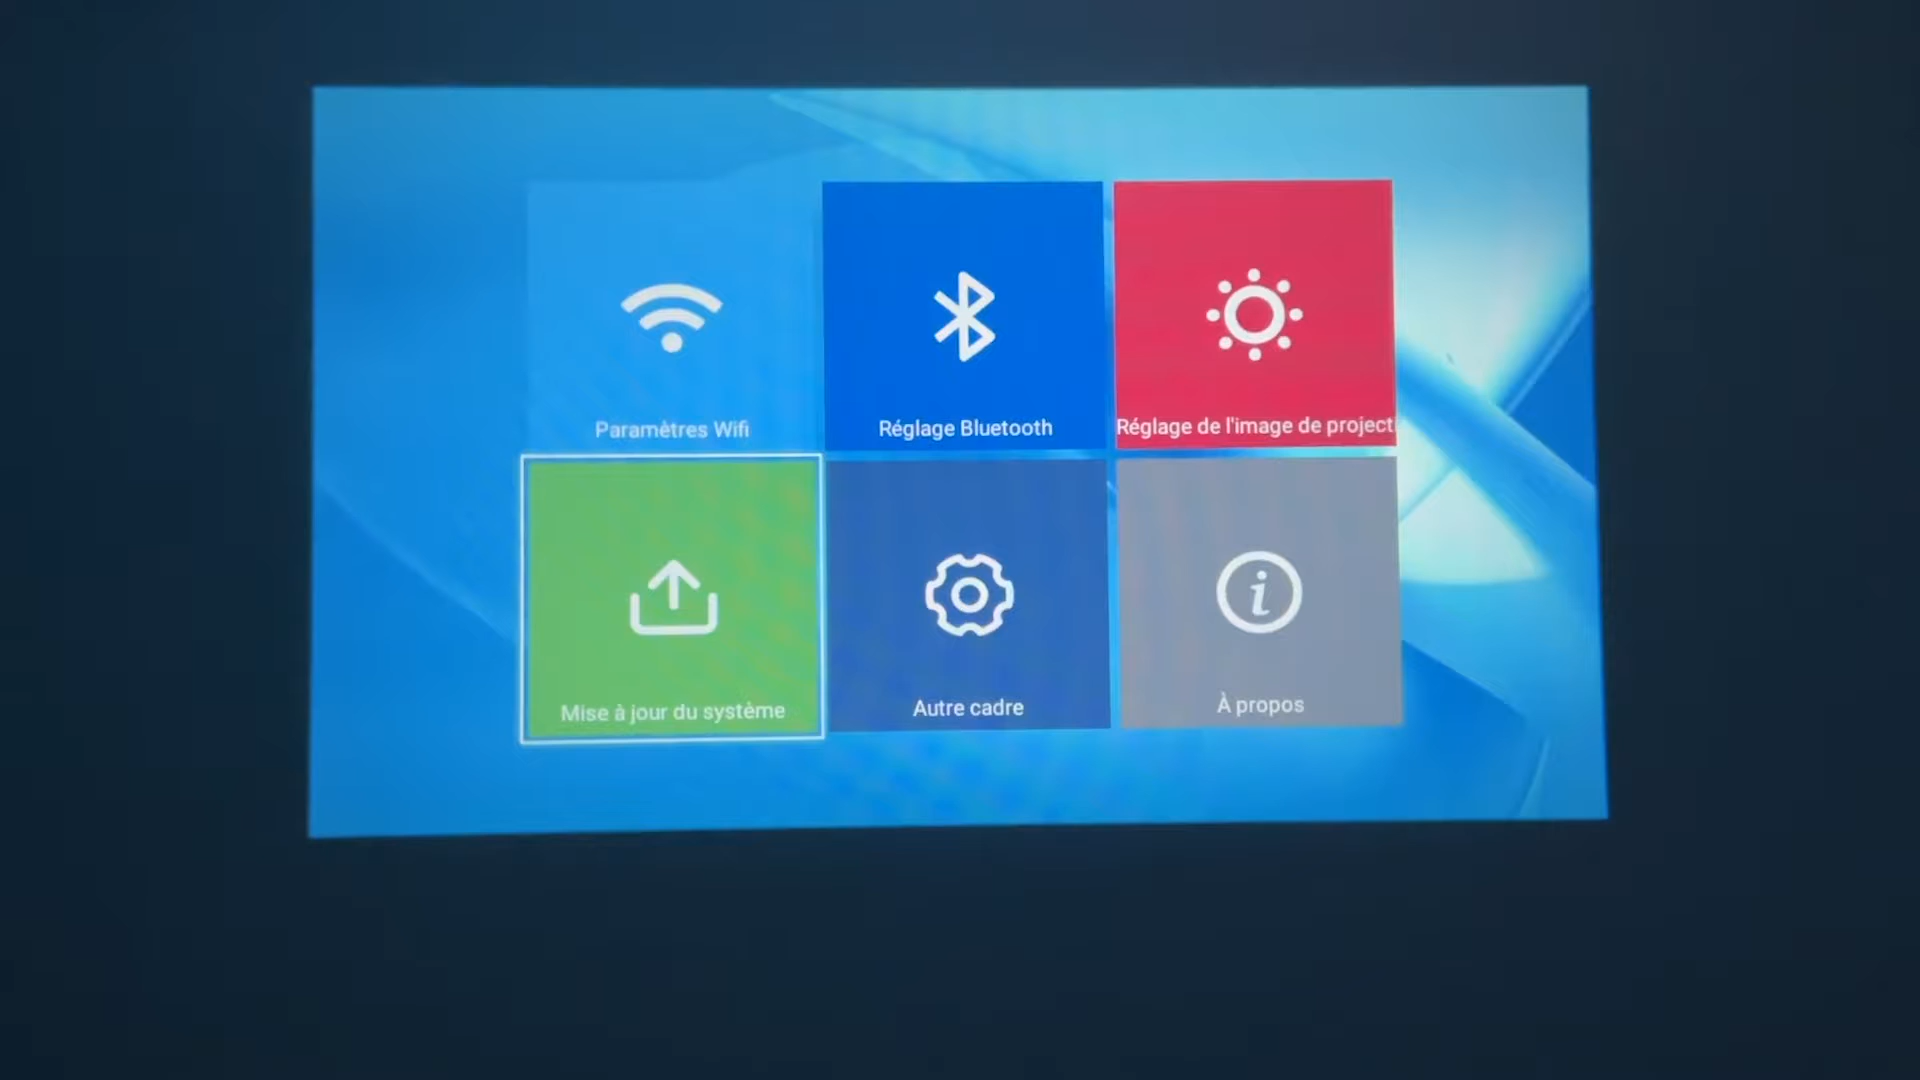 Paramètres Wifi
Réglage Bluetooth
Réglage de l'image de project
Mise à jour du système
Autre cadre
À propos